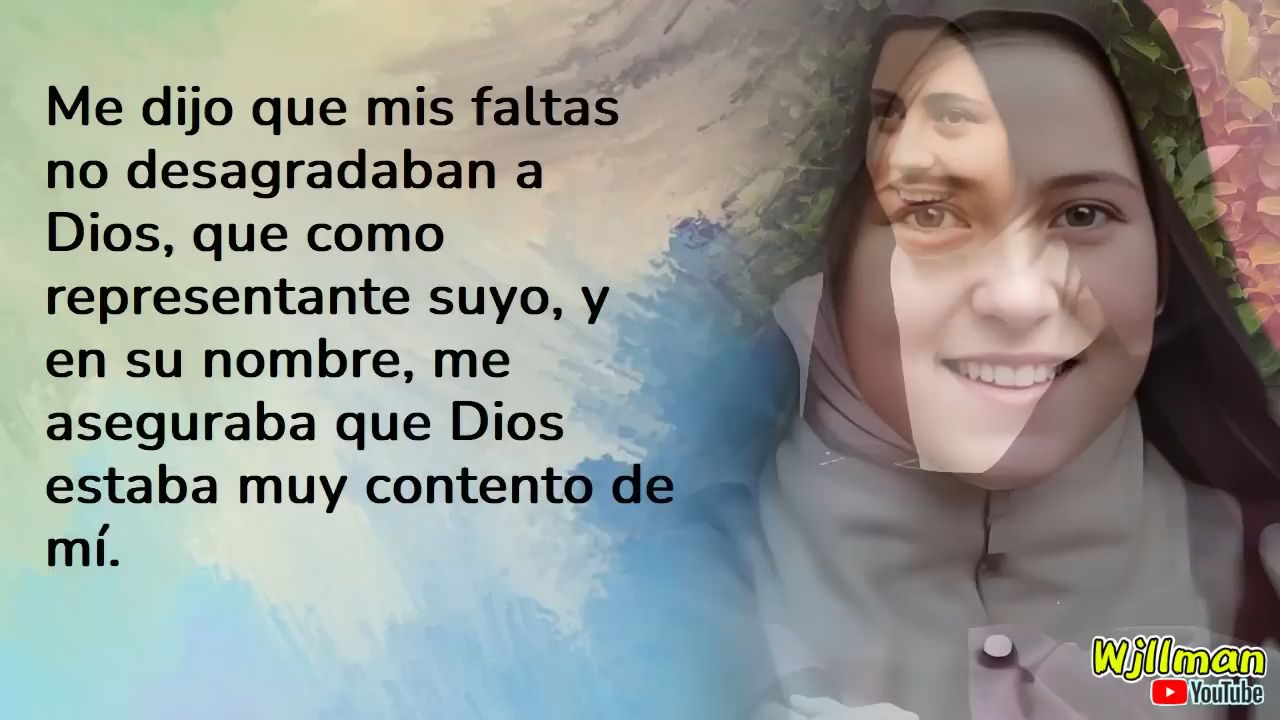 Me dijo que mis faltas
no desagradaban a
Dios, que como
representante suyo, y
en su nombre, me
aseguraba que Dios
estaba muy contento de
mí.
Wjllman
YouTube